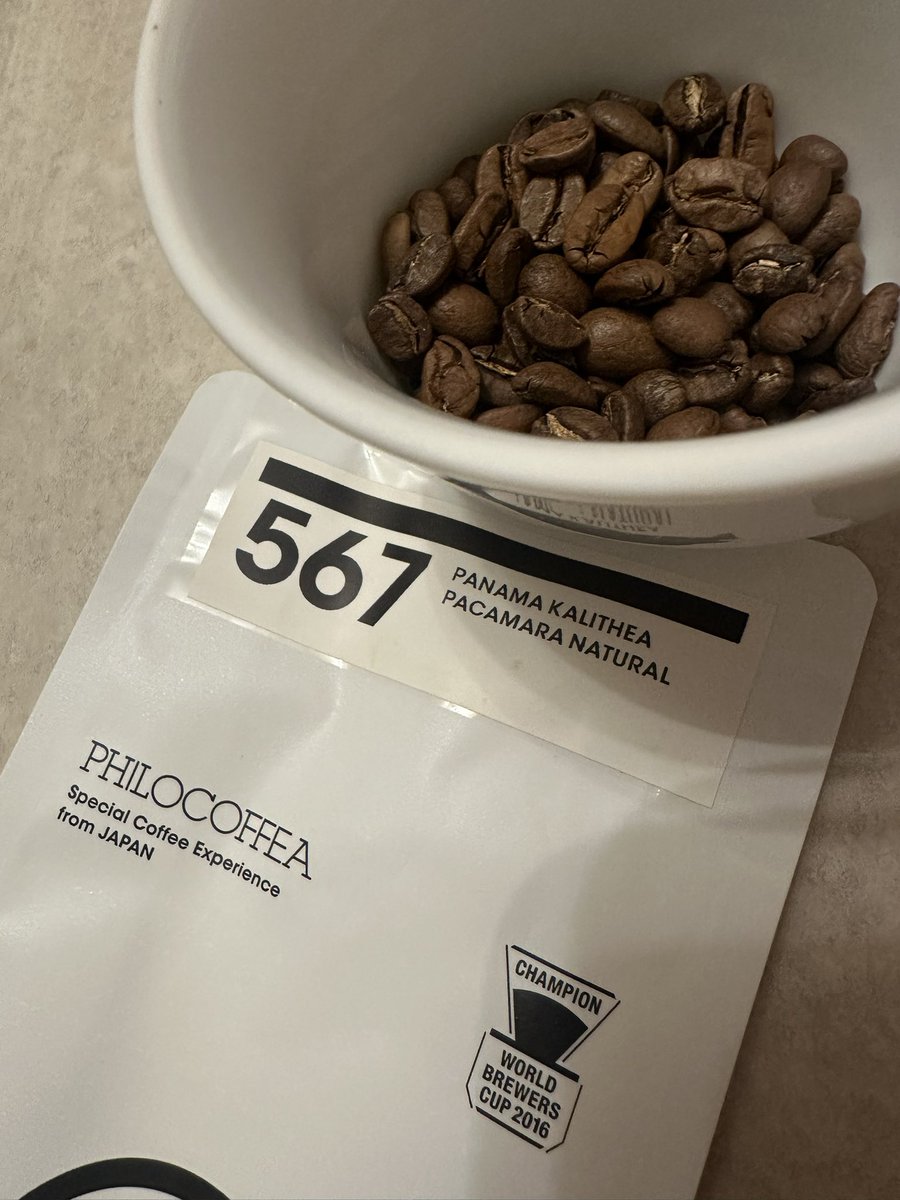 567
PANAMA KALITHEA
PACAMARA NATURAL
PHILOCOFFEA
Special Coffee Experience
from JAPAN
CHAMPION
WORLD
BREWERS
CUP 2016